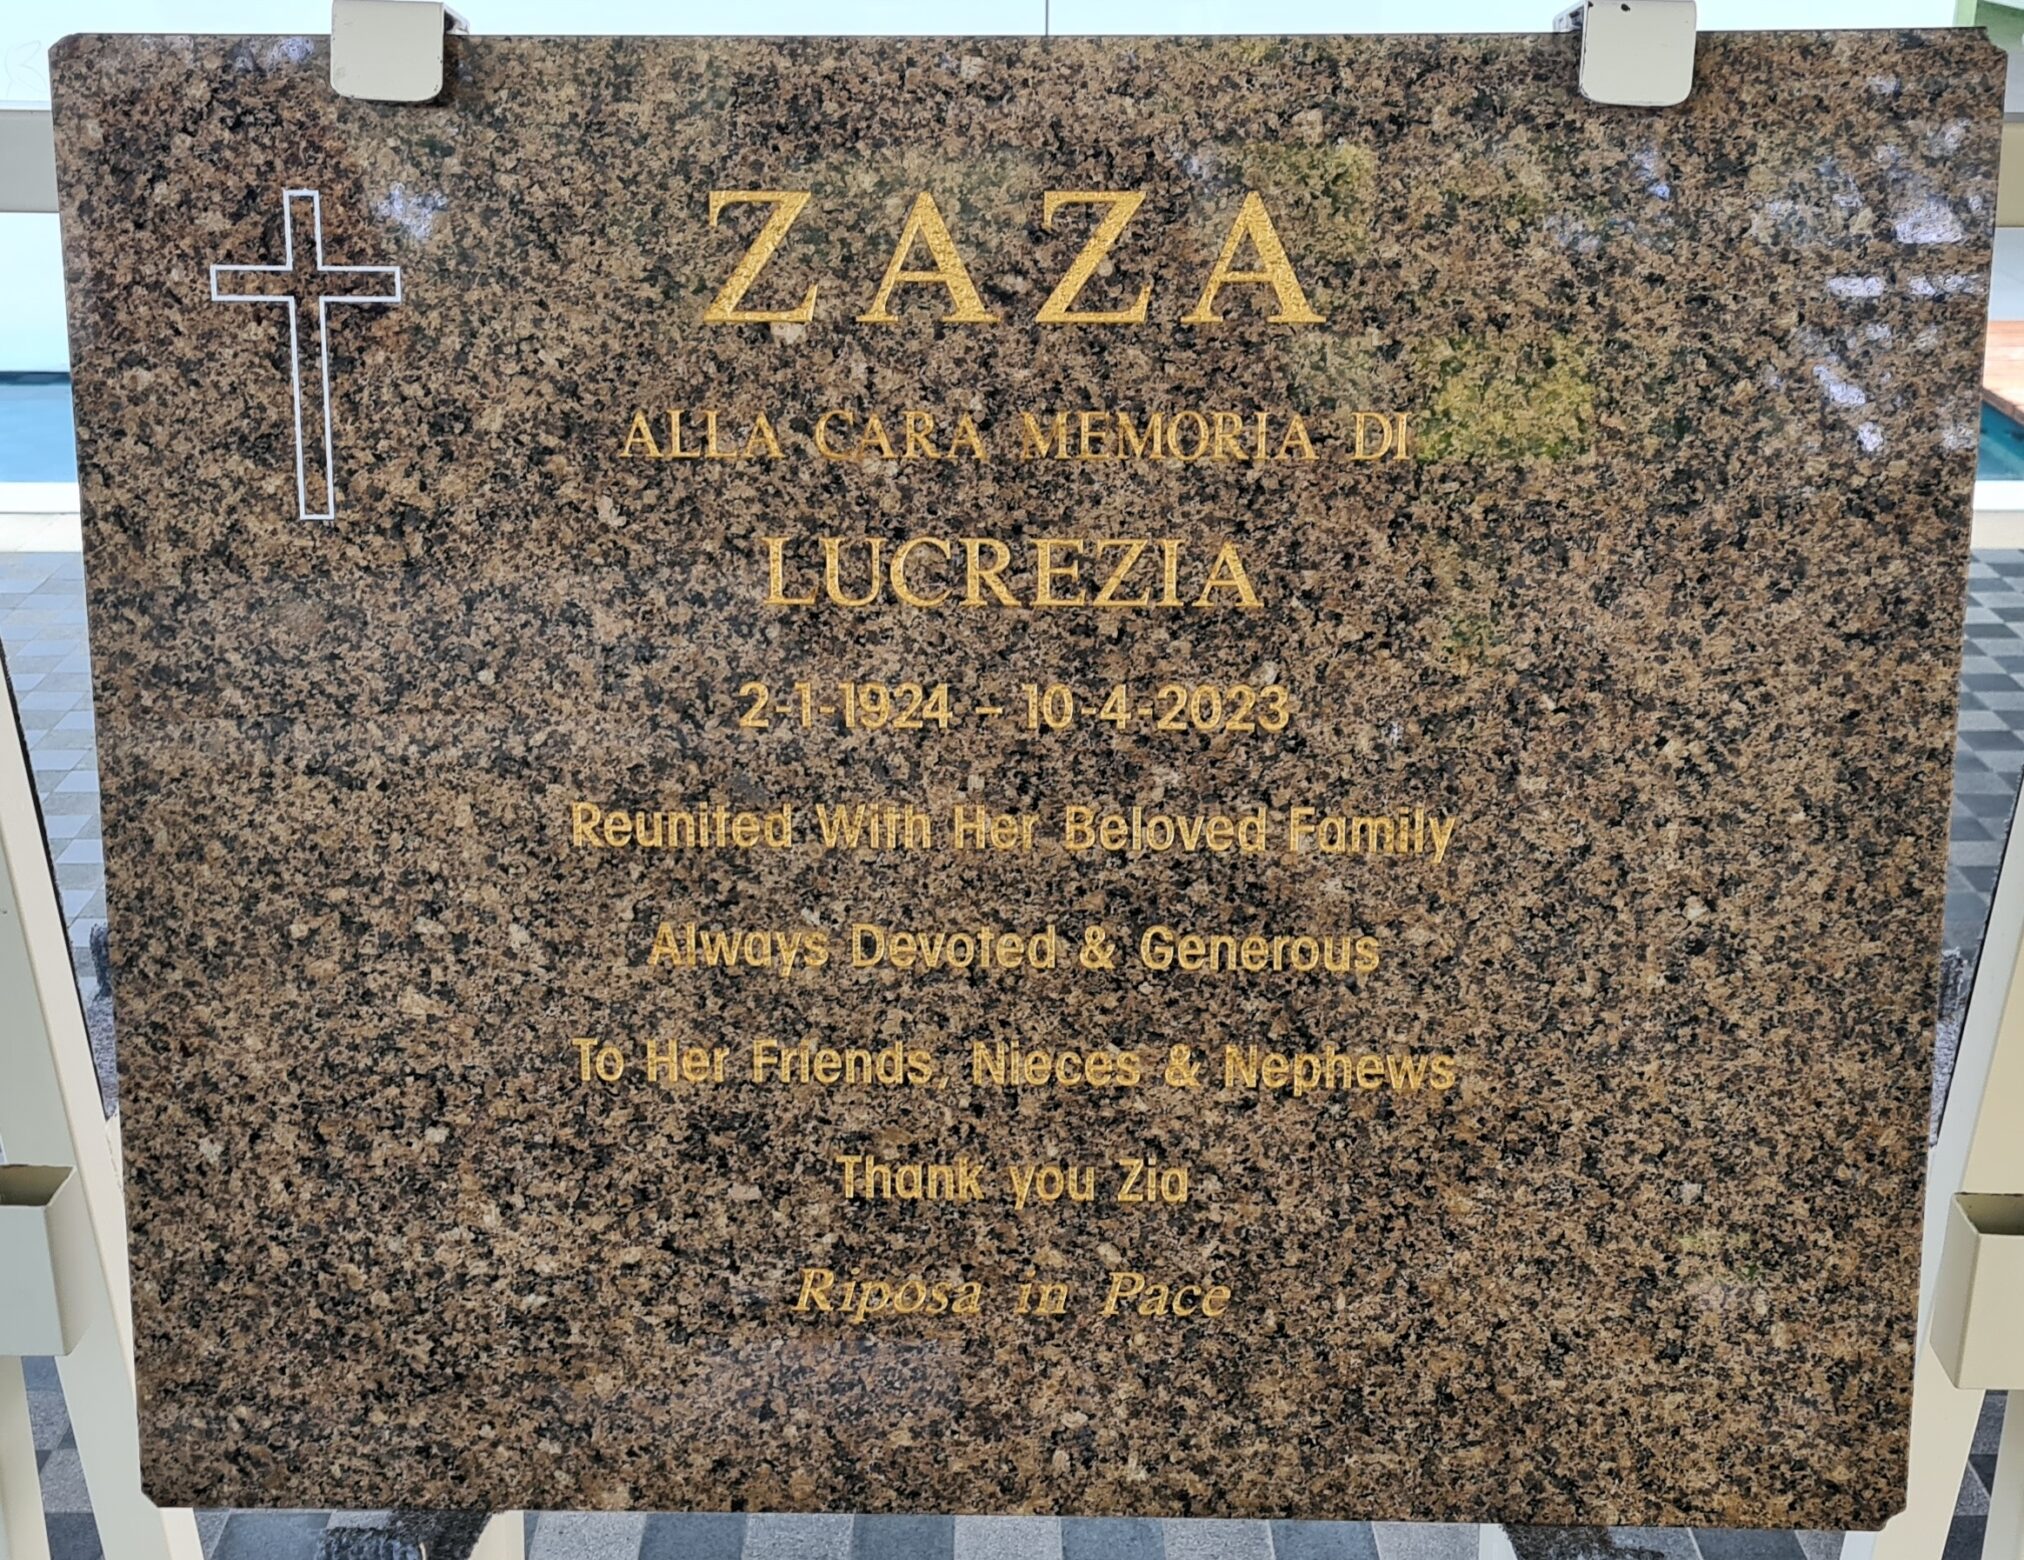 ZAZA
ALLA CARA MEMORIA DI
LUCREZIA
2-1-1924 - 10-4-2023
Reunited With Her Beloved Family
Always Devoted & Generous
To Her Friends, Nieces & Nephews
Thank you Zia
Riposa in Pace